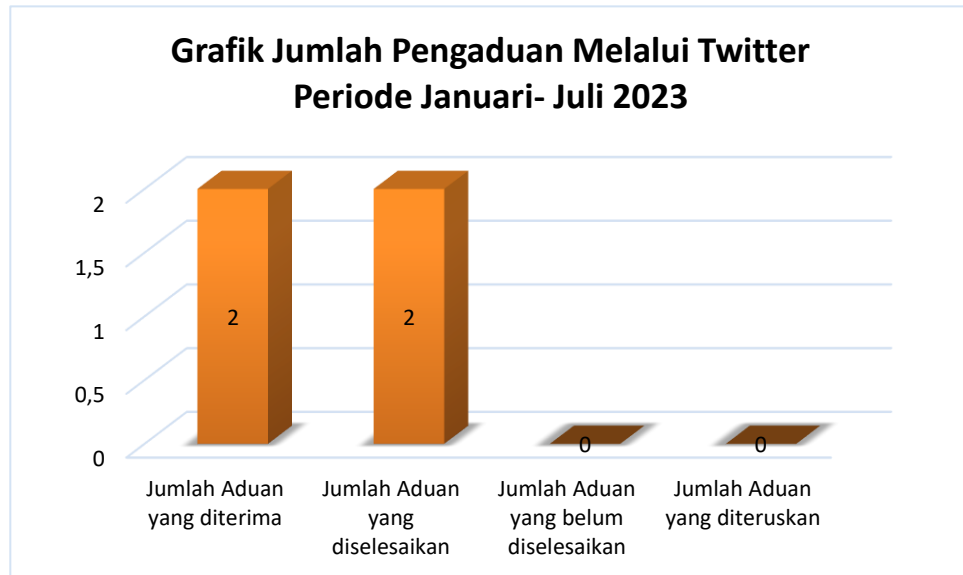 Grafik Jumlah Pengaduan Melalui Twitter
Periode Januari- Juli 2023
2
1,5
1
0,5
0
2
2
0
0
Jumlah Aduan
yang diterima
Jumlah Aduan
yang
diselesaikan
Jumlah Aduan
yang belum
diselesaikan
Jumlah Aduan
yang diteruskan